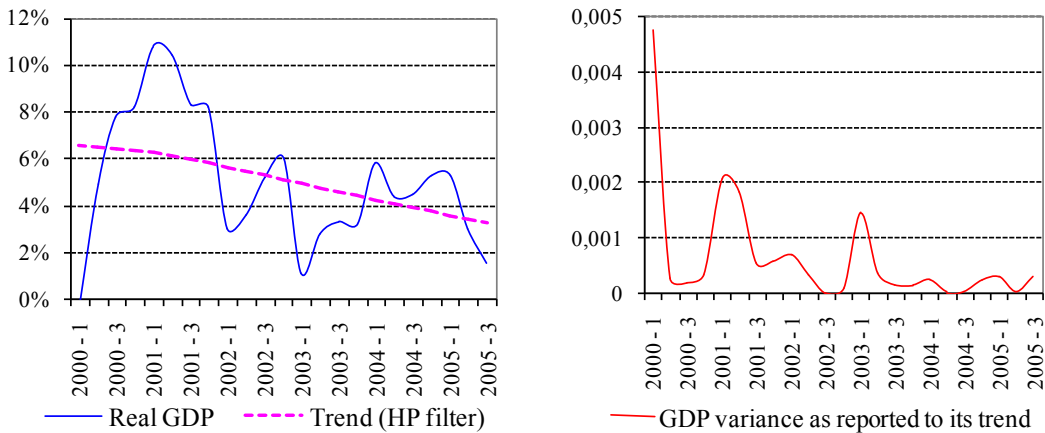 12%
10%
8%
6%
4%
2%
0%
2000 - 1
2000 - 3
2001 - 1
2001 - 3
2002 - 1
2002 - 3
2003 - 1
2003 - 3
2004 - 1
2004 - 3
2005 - 1
2005 - 3
Real GDP
Trend (HP filter)
0,005
0,004
0,003
0,002
0,001
0
2000 - 1
2000 - 3
2001 - 1
2001 - 3
2002 - 1
2002 - 3
2003 - 1
2003 - 3
2004 - 1
2004 - 3
2005 - 1
2005 - 3
GDP variance as reported to its trend